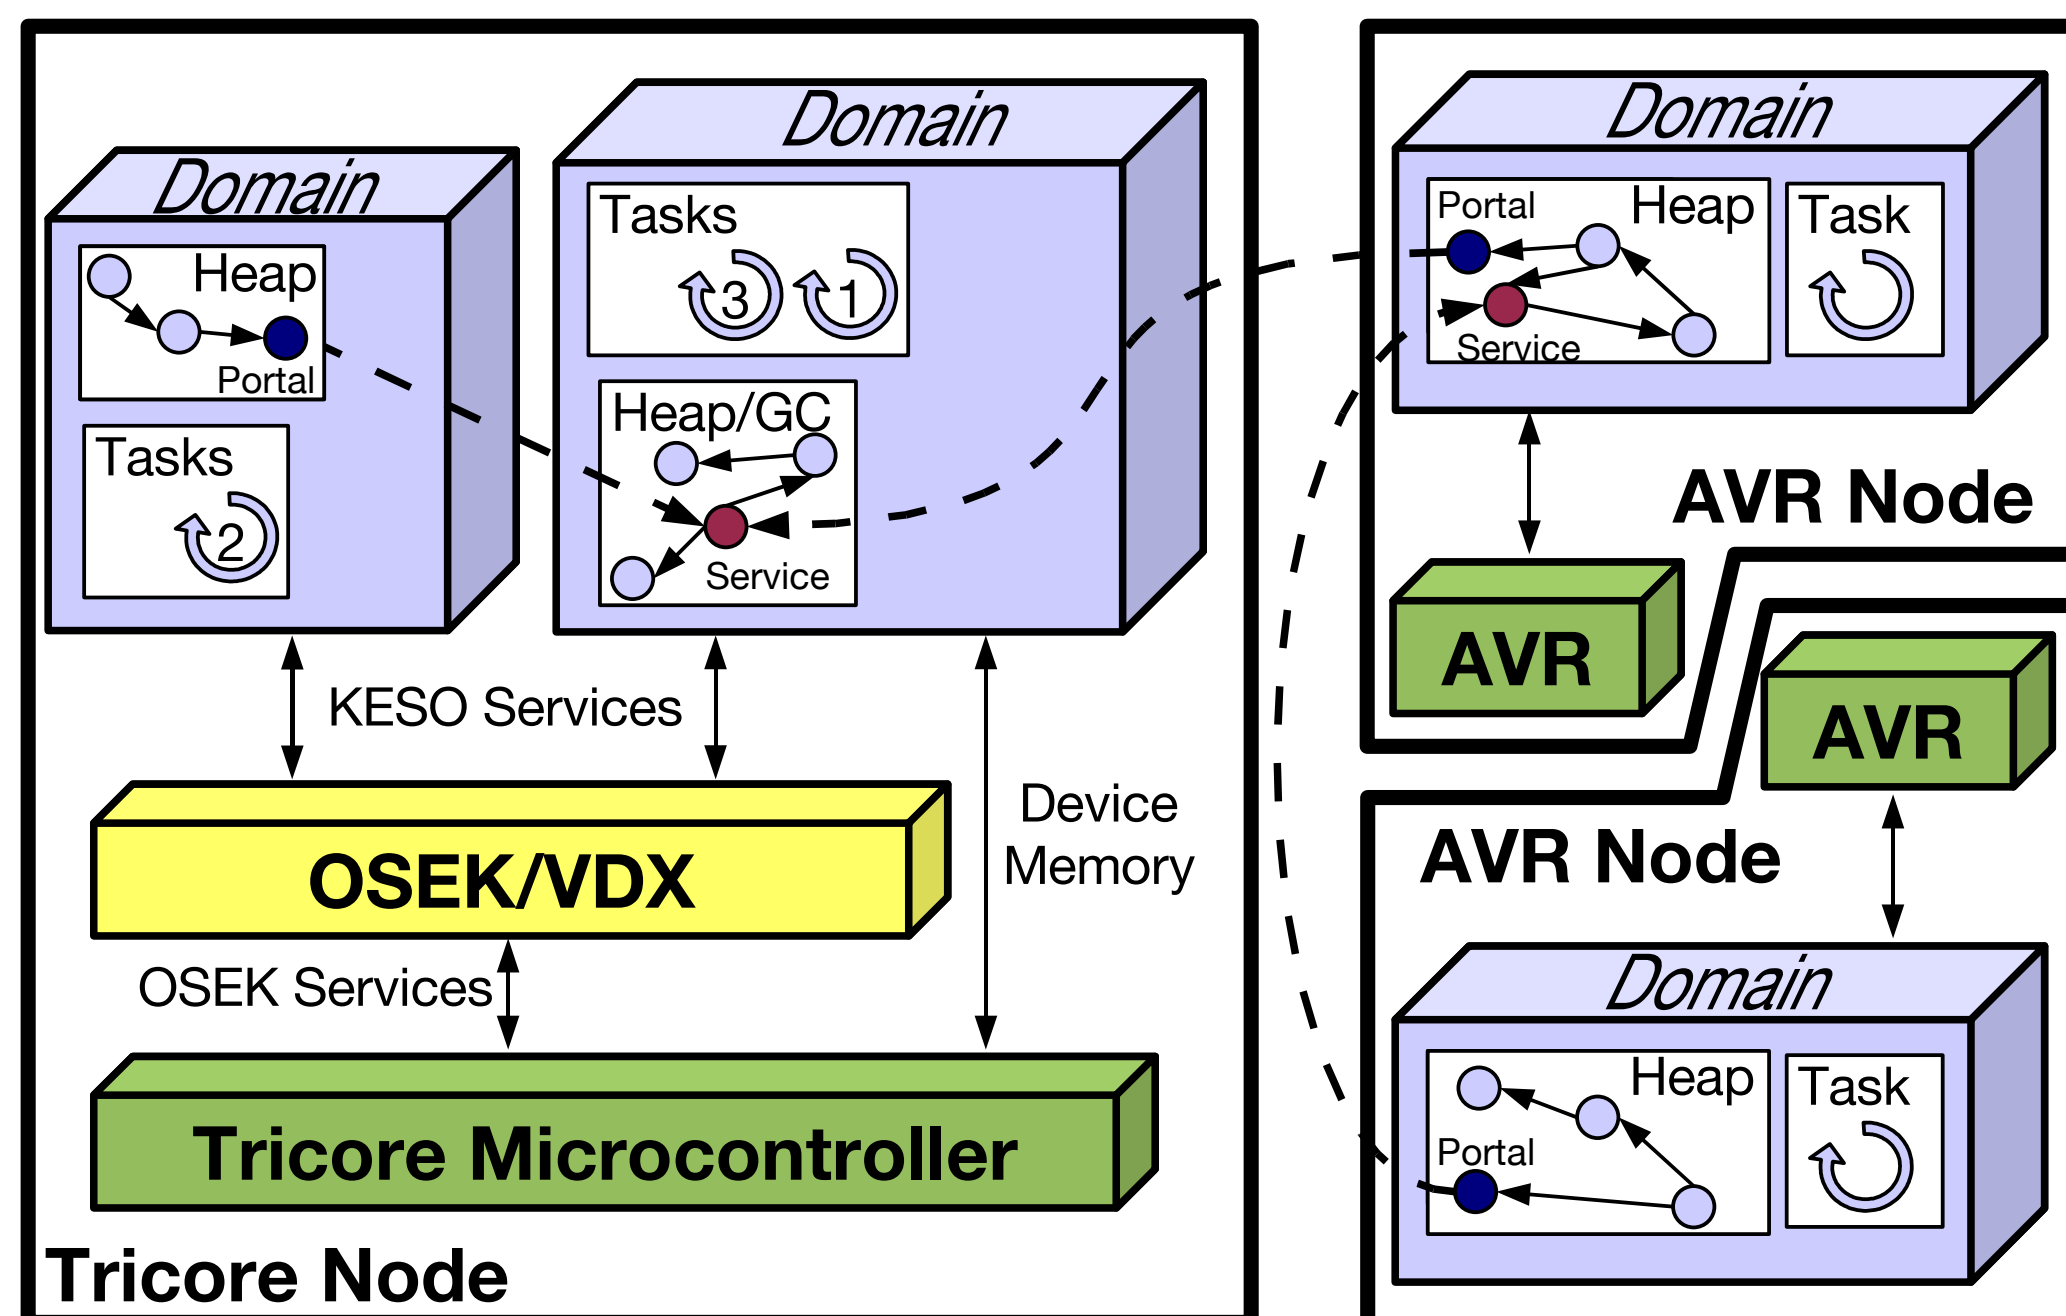 Domain
Heap
Portal
Tasks
2
Domain
Tasks
3 1
Heap/GC
Service
KESO Services
Device
Memory
OSEK/VDX
OSEK Services
Tricore Microcontroller
Tricore Node
Domain
Portal
Heap
Service
Task
AVR Node
AVR
AVR
AVR Node
Domain
Heap
Portal
Task